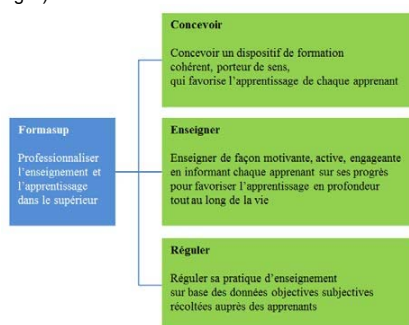 Concevoir
Concevoir un dispositif de formation
cohérent, porteur de sens,
qui favorise l'apprentissage de chaque apprenant
Formasup
Professionnaliser
l'enseignement et
l'apprentissage
dans le supérieur
Enseigner
Enseigner de façon motivante, active, engageante
en informant chaque apprenant sur ses progrès
pour favoriser l'apprentissage en profondeur
tout au long de la vie
Réguler
Réguler sa pratique d'enseignement
sur base des données objectives subjectives
récoltées auprès des apprenants